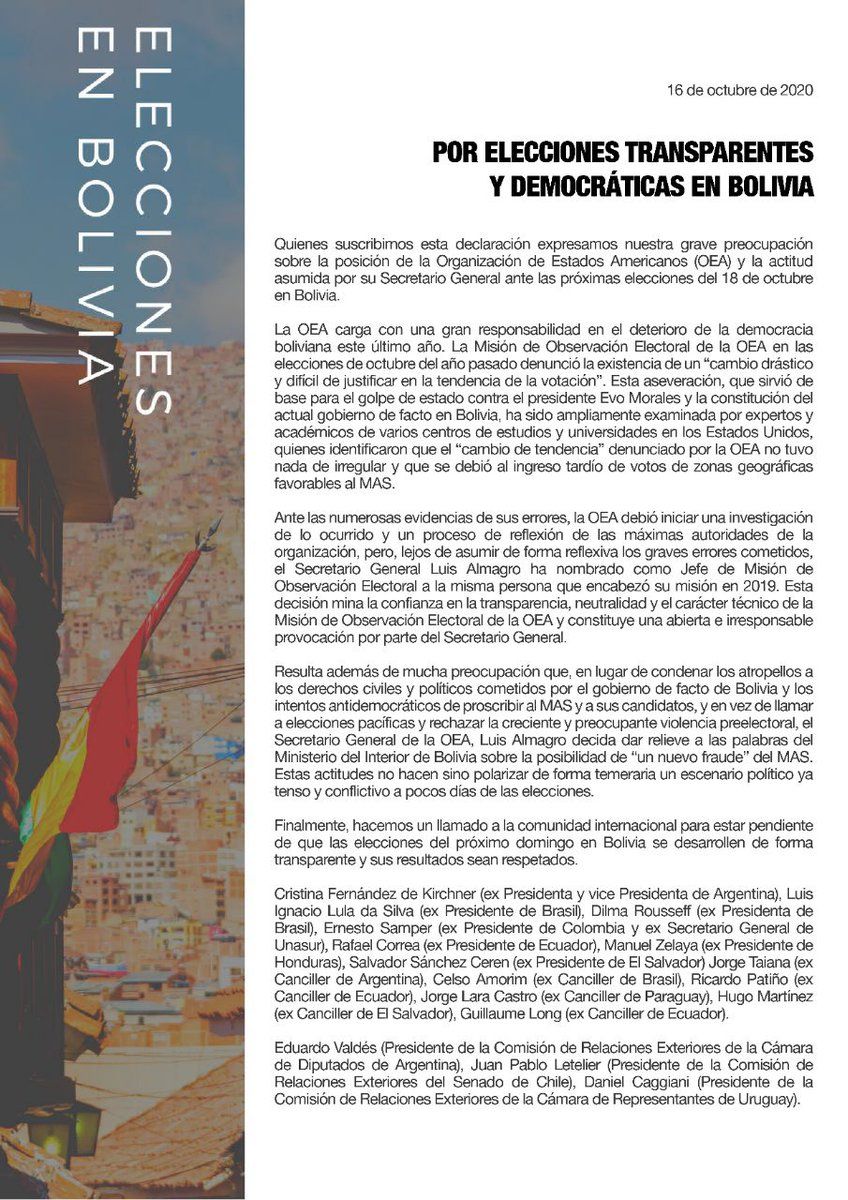 ELECCIONES
EN BOLIVIA
16 de octubre de 2020
POR ELECCIONES TRANSPARENTES
Y DEMOCRÁTICAS EN BOLIVIA
Quienes suscribimos esta declaración expresamos nuestra grave preocupación
sobre la posición de la Organización de Estados Americanos (OEA) y la actitud
asumida por su Secretario General ante las próximas elecciones del 18 de octubre
en Bolivia.
La OEA carga con una gran responsabilidad en el deterioro de la democracia
boliviana este último año. La Misión de Observación Electoral de la OEA en las
elecciones de octubre del año pasado denunció la existencia de un “cambio drástico
y difícil de justificar en la tendencia de la votación”. Esta aseveración, que sirvió de
base para el golpe de estado contra el presidente Evo Morales y la constitución del
actual gobierno de facto en Bolivia, ha sido ampliamente examinada por expertos y
académicos de varios centros de estudios y universidades en los Estados Unidos,
quienes identificaron que el “cambio de tendencia” denunciado por la OEA no tuvo
nada de irregular y que se debió al ingreso tardío de votos de zonas geográficas
favorables al MAS.
Ante las numerosas evidencias de sus errores, la OEA debió iniciar una investigación
de lo ocurrido y un proceso de reflexión de las máximas autoridades de la
organización, pero, lejos de asumir de forma reflexiva los graves errores cometidos,
el Secretario General Luis Almagro ha nombrado como Jefe de Misión de
Observación Electoral a la misma persona que encabezó su misión en 2019. Esta
decisión mina la confianza en la transparencia, neutralidad y el carácter técnico de la
Misión de Observación Electoral de la OEA y constituye una abierta e irresponsable
provocación por parte del Secretario General.
Resulta además de mucha preocupación que, en lugar de condenar los atropellos a
los derechos civiles y políticos cometidos por el gobierno de facto de Bolivia y los
intentos antidemocráticos de proscribir al MAS y a sus candidatos, y en vez de llamar
a elecciones pacíficas y rechazar la creciente y preocupante violencia preelectoral, el
Secretario General de la OEA, Luis Almagro decida dar relieve a las palabras del
Ministerio del Interior de Bolivia sobre la posibilidad de “un nuevo fraude” del MAS.
Estas actitudes no hacen sino polarizar de forma temeraria un escenario político ya
tenso y conflictivo a pocos días de las elecciones.
Finalmente, hacemos un llamado a la comunidad internacional para estar pendiente
de que las elecciones del próximo domingo en Bolivia se desarrollen de forma
transparente y sus resultados sean respetados.
Cristina Fernández de Kirchner (ex Presidenta y vice Presidenta de Argentina), Luis
Ignacio Lula da Silva (ex Presidente de Brasil), Dilma Rousseff (ex Presidenta de
Brasil), Ernesto Samper (ex Presidente de Colombia y ex Secretario General de
Unasur), Rafael Correa (ex Presidente de Ecuador), Manuel Zelaya (ex Presidente de
Honduras), Salvador Sánchez Ceren (ex Presidente de El Salvador) Jorge Taiana (ex
Canciller de Argentina), Celso Amorim (ex Canciller de Brasil), Ricardo Patiño (ex
Canciller de Ecuador), Jorge Lara Castro (ex Canciller de Paraguay), Hugo Martínez
(ex Canciller de El Salvador), Guillaume Long (ex Canciller de Ecuador).
Eduardo Valdés (Presidente de la Comisión de Relaciones Exteriores de la Cámara
de Diputados de Argentina), Juan Pablo Letelier (Presidente de la Comisión de
Relaciones Exteriores del Senado de Chile), Daniel Caggiani (Presidente de la
Comisión de Relaciones Exteriores de la Cámara de Representantes de Uruguay).